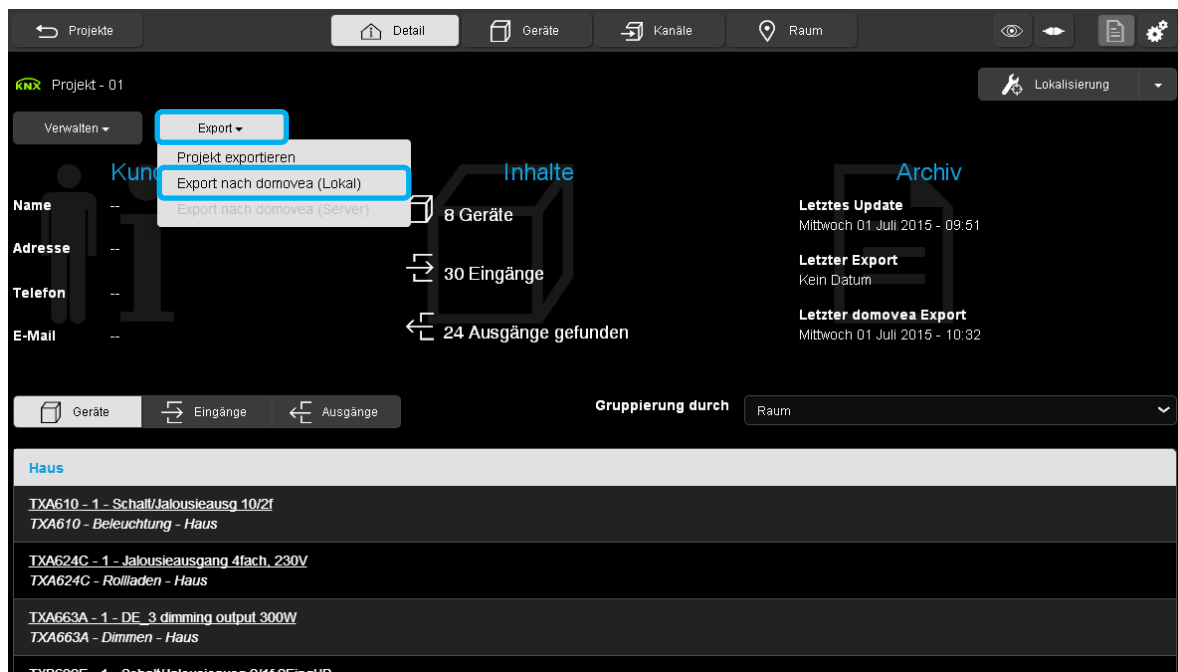 Projekte
Detail
Geräte
Kanäle
Raum
KNX Projekt - 01
Lokalisierung
Verwalten
Export
Projekt exportieren
Export nach domovea (Lokal)
Export nach domovea (Server)
Inhalte
Archiv
Name --
Adresse --
Telefon --
E-Mail --
8 Geräte
30 Eingänge
24 Ausgänge gefunden
Letztes Update
Mittwoch 01 Juli 2015 - 09:51
Letzter Export
Kein Datum
Letzter domovea Export
Mittwoch 01 Juli 2015 - 10:32
Geräte
Eingänge
Ausgänge
Gruppierung durch
Raum
Haus
TXA610 - 1 - Schalt/Jalousieausg 10/2f
TXA610 - Beleuchtung - Haus
TXA624C - 1 - Jalousieausgang 4fach, 230V
TXA624C - Rollladen - Haus
TXA663A - 1 - DE_3 dimming output 300W
TXA663A - Dimmen - Haus